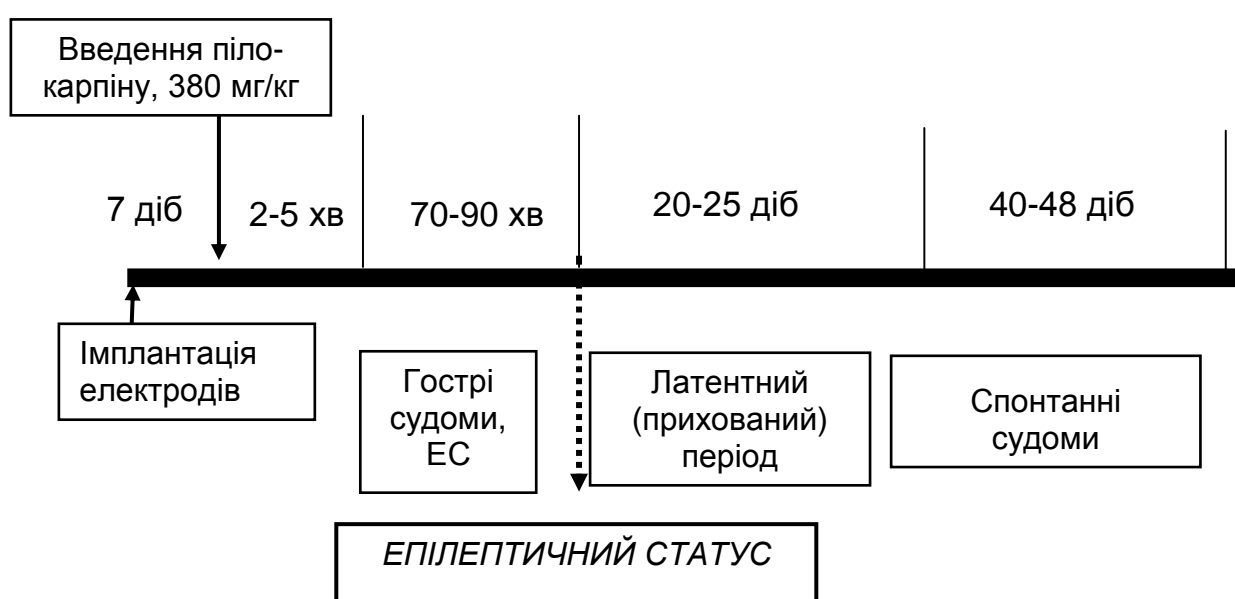 Введення піло-
карпіну, 380 мг/кг
7 діб
2-5 хв
70-90 хв
20-25 діб
40-48 діб
Імплантація
електродів
Гострі
судоми,
ЕС
Латентний
(прихований)
період
Спонтанні
судоми
ЕПІЛЕПТИЧНИЙ СТАТУС